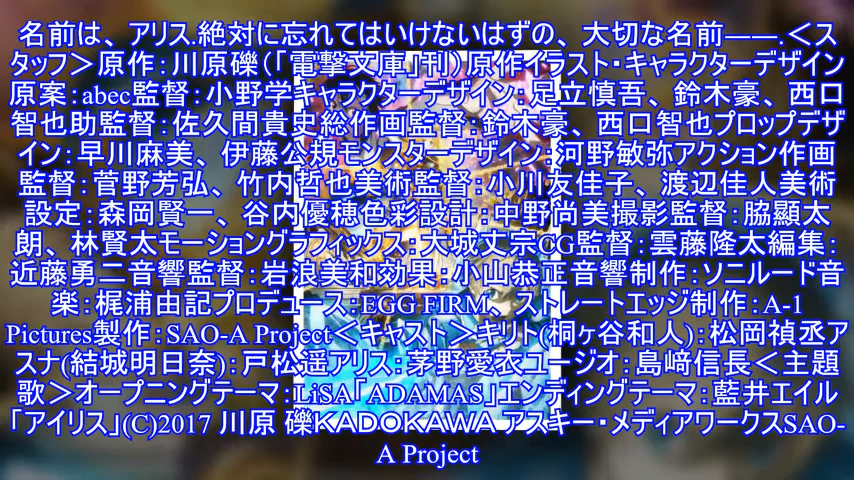 名前は、アリス.絶対に忘れてはいけないはずの、大切な名前――.＜ス
タッフ＞原作：川原礫（「電撃文庫」刊）原作イラスト・キャラクターデザイン
原案：abec監督：小野学キャラクターデザイン：足立慎吾、鈴木豪、西口
智也助監督：佐久間貴史総作画監督：鈴木豪、西口智也プロップデザ
イン：早川麻美、伊藤公規モンスターデザイン：河野敏弥アクション作画
監督：菅野芳弘、竹内哲也美術監督：小川友佳子、渡辺佳人美術
設定：森岡賢一、谷内優穂色彩設計：中野尚美撮影監督：脇顯太
朗、林賢太モーショングラフィックス：大城丈宗CG監督：雲藤隆太編集：
近藤勇二音響監督：岩浪美和効果：小山恭正音響制作：ソニルード音
楽：梶浦由記プロデュース：EGG FIRM、ストレートエッジ制作：A-1
Pictures製作：SAO-A Project＜キャスト＞キリト(桐ヶ谷和人)：松岡禎丞ア
スナ(結城明日奈)：戸松遥アリス：茅野愛衣ユージオ：島﨑信長＜主題
歌＞オープニングテーマ：LiSA「ADAMAS」エンディングテーマ：藍井エイル
「アイリス」(C)2017 川原 礫ＫＡＤＯＫＡＷＡ アスキー・メディアワークスSAO-
A Project